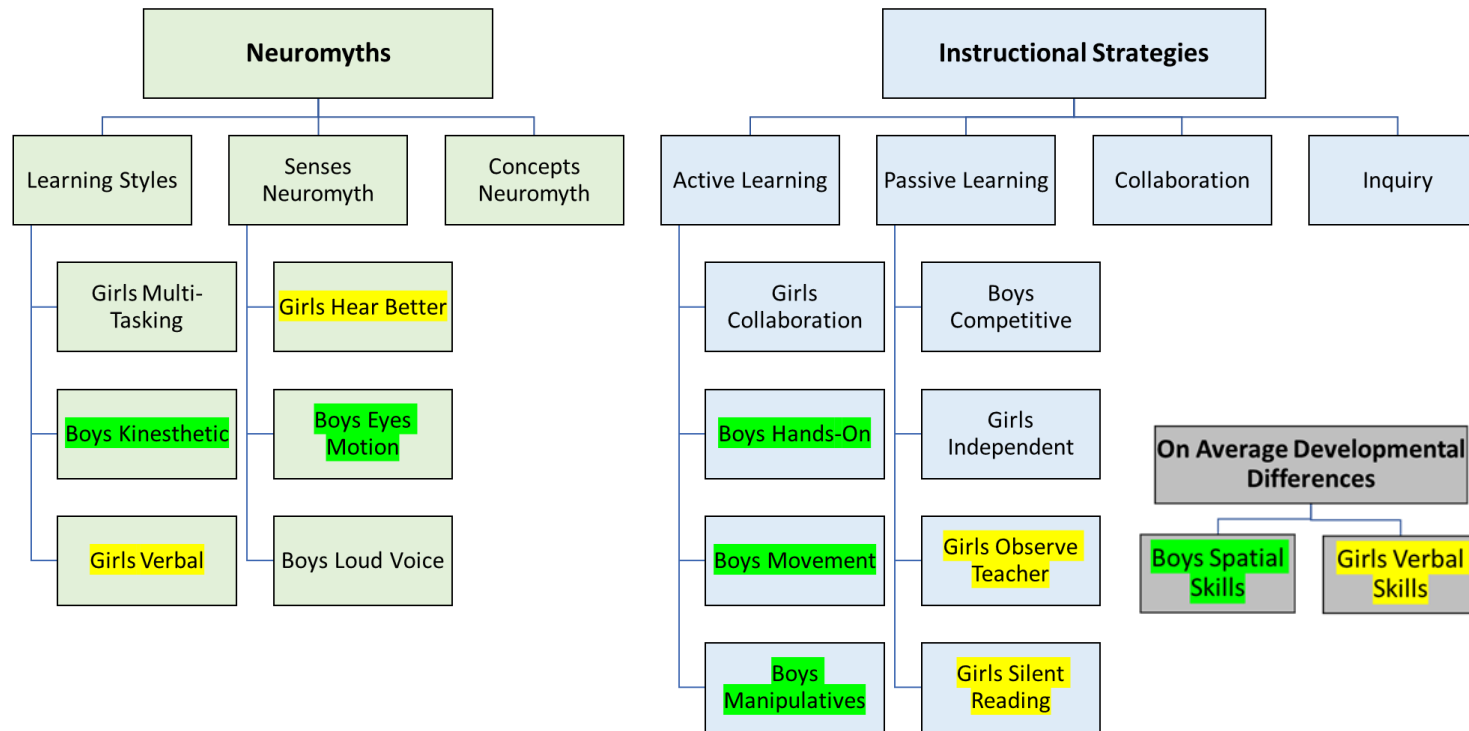 Neuromyths
Instructional Strategies
Learning Styles
Senses
Neuromyth
Concepts
Neuromyth
Active Learning
Passive Learning
Collaboration
Inquiry
Girls Multi-
Tasking
Girls Hear Better
Girls
Collaboration
Boys
Competitive
Boys Kinesthetic
Boys Eyes
Motion
Boys Hands-On
Girls
Independent
On Average Developmental
Differences
Girls Verbal
Boys Loud Voice
Boys Movement
Girls Observe
Teacher
Boys Spatial
Skills
Girls Verbal
Skills
Boys
Manipulatives
Girls Silent
Reading